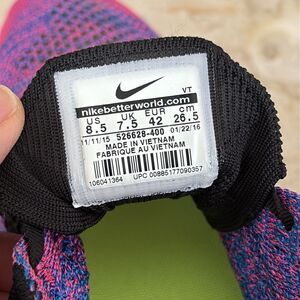 VT
nikebetterworld.com
US UK EUR cm
8.5 7.5 42 26.5
11/11/15 526628-400 01/22/16
MADE IN VIETNAM
FABRIQUE AU VIETNAM
106041364 UPC 00885177090357